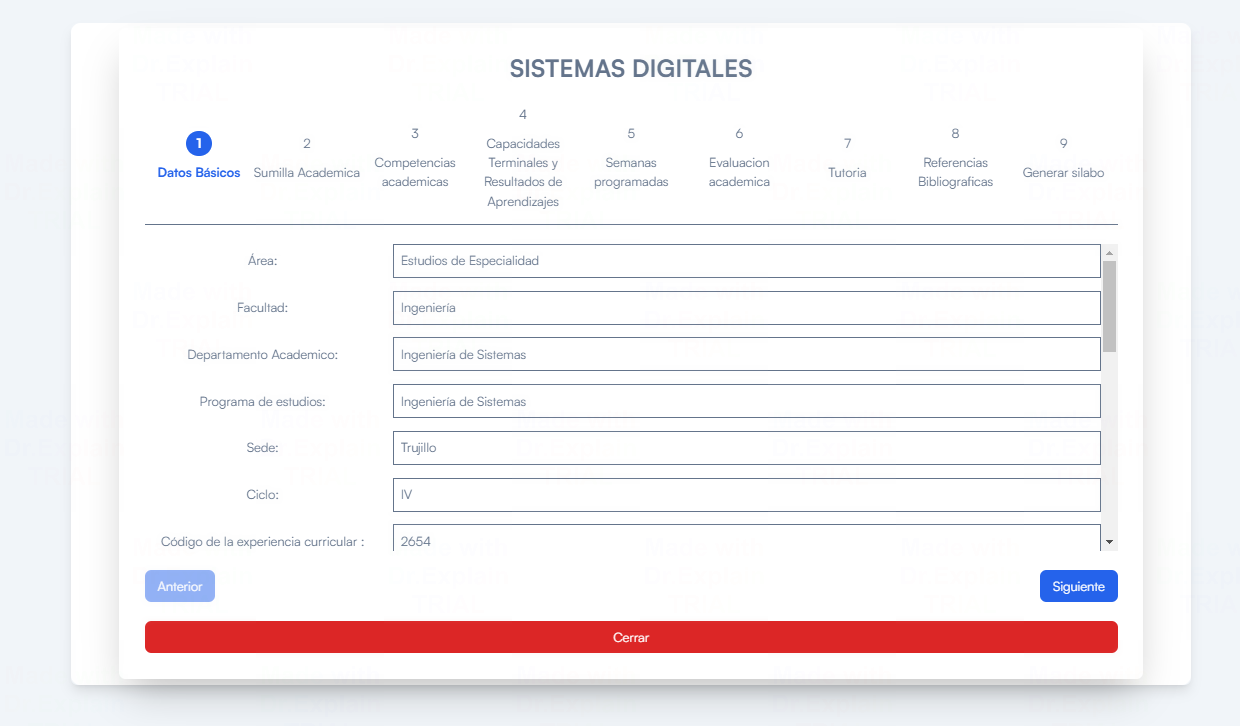 SISTEMAS DIGITALES
1
Datos Básicos
2
Sumilla Academica
3
Competencias
academicas
4
Capacidades
Terminales y
Resultados de
Aprendizajes
5
Semanas
programadas
6
Evaluacion
academica
7
Tutoria
8
Referencias
Bibliograficas
9
Generar silabo
Área: Estudios de Especialidad
Facultad: Ingeniería
Departamento Academico: Ingeniería de Sistemas
Programa de estudios: Ingeniería de Sistemas
Sede: Trujillo
Ciclo: IV
Código de la experiencia curricular : 2654
Anterior Siguiente
Cerrar